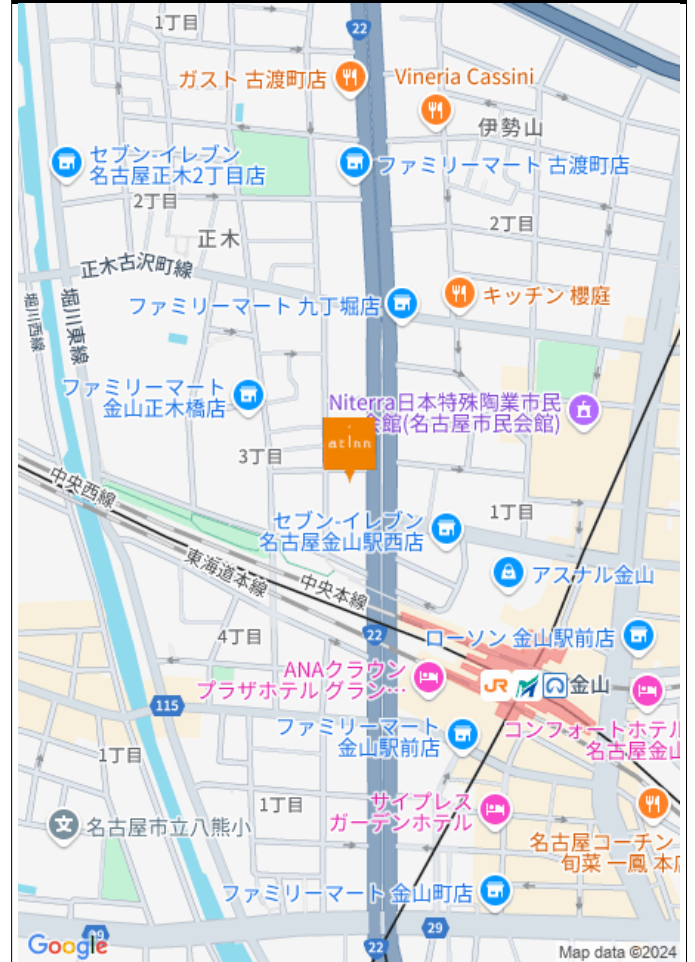 1丁目
22
ガスト 古渡町店
Vineria Cassini
伊勢山
セブン-イレブン
名古屋正木2丁目店
ファミリーマート 古渡町店
2丁目
2丁目
正木
正木古沢町線
堀川西線
堀川東線
ファミリーマート 九丁堀店
キッチン 櫻庭
ファミリーマート
金山正木橋店
Niterra日本特殊陶業市民
会館(名古屋市民会館)
at Inn
3丁目
中央西線
セブン-イレブン
名古屋金山駅西店
1丁目
東海道本線
中央本線
アスナル金山
4丁目
22
ローソン 金山駅前店
ANAクラウン
プラザホテル グラン…
JR
金山
115
ファミリーマート
金山駅前店
コンフォートホテル
名古屋金山
1丁目
1丁目
サイプレス
ガーデンホテル
名古屋市立八熊小
文
名古屋コーチン
旬菜 一鳳 本店
ファミリーマート 金山町店
29
29
22
Google
Map data ©2024